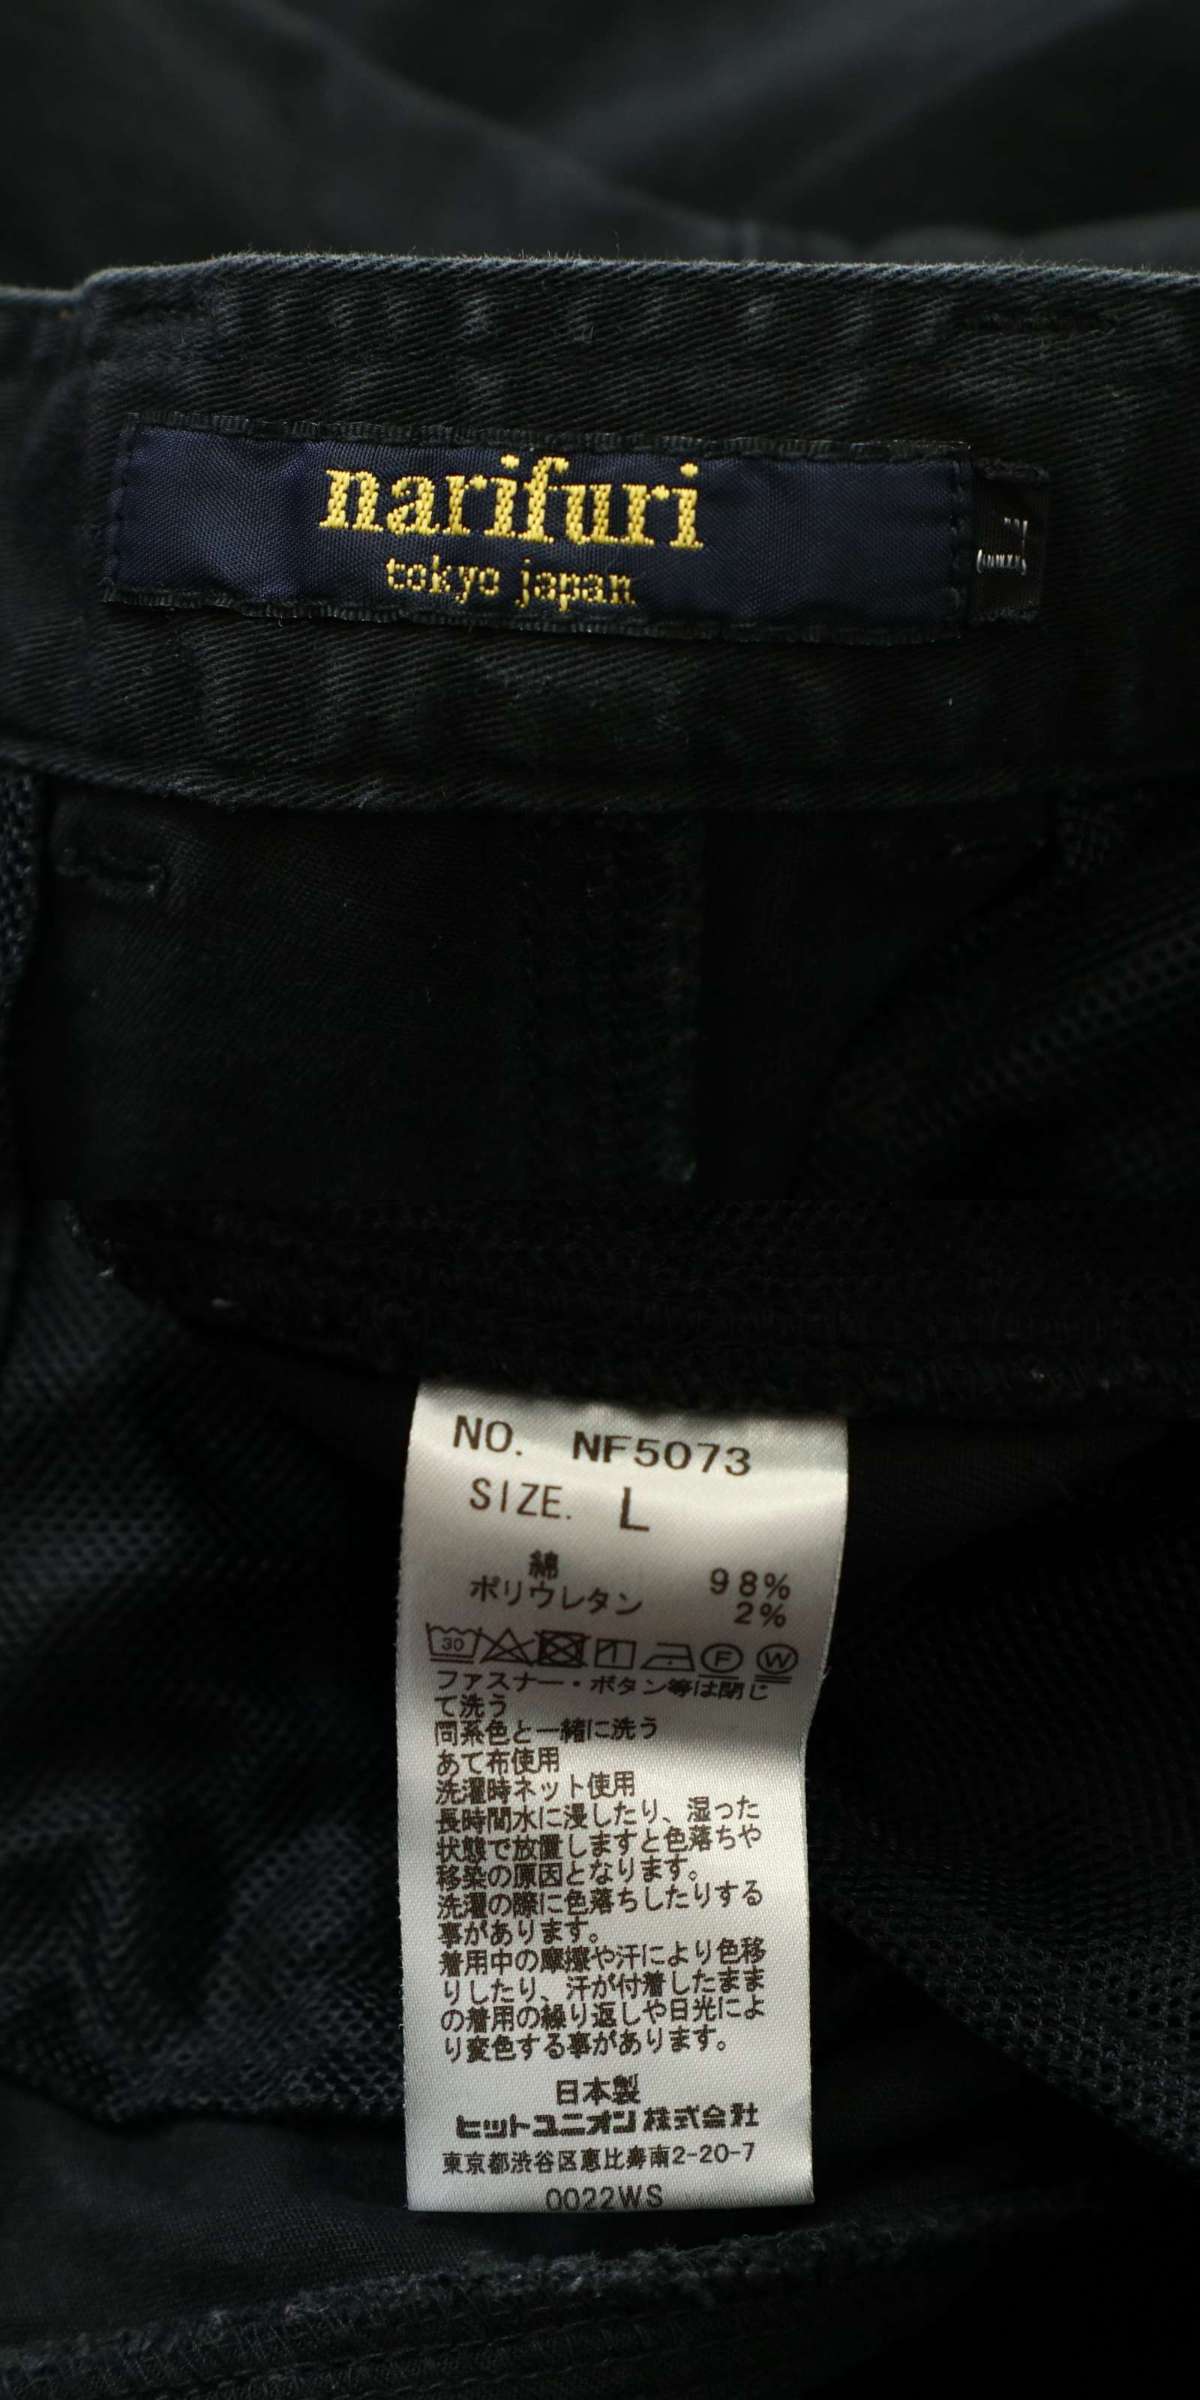 narifuri
tokyo japan
L
NO. NF5073
SIZE. L
綿 98%
ポリウレタン 2%
30 1 F W
ファスナー・ボタン等は閉じ
て洗う
同系色と一緒に洗う
あて布使用
洗濯時ネット使用
長時間水に浸したり、湿った
状態で放置しますと色落ちや
移染の原因となります。
洗濯の際に色落ちしたりする
事があります。
着用中の摩擦や汗により色移
りしたり、汗が付着したまま
の着用の繰り返しや日光によ
り変色する事があります。
日本製
ヒットユニオン株式会社
東京都渋谷区恵比寿南2-20-7
0022WS